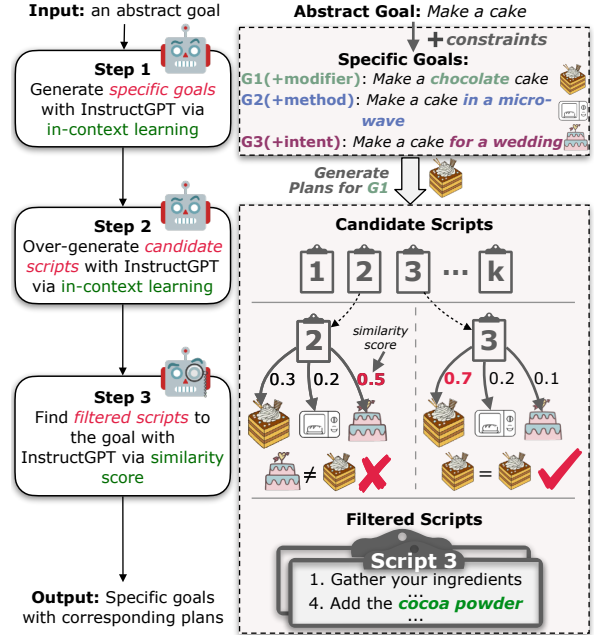 Input: an abstract goal
Step 1
Generate specific goals
with InstructGPT via
in-context learning
Step 2
Over-generate candidate
scripts with InstructGPT
via in-context learning
Step 3
Find filtered scripts to
the goal with
InstructGPT via similarity
score
Output: Specific goals
with corresponding plans
Abstract Goal: Make a cake
+ constraints
Specific Goals:
G1(+modifier): Make a chocolate cake
G2(+method): Make a cake in a micro-
wave
G3(+intent): Make a cake for a wedding
Generate
Plans for G1
Candidate Scripts
1 2 3 ... k
2
similarity
score
0.3 0.2 0.5
≠
3
0.7 0.2 0.1
=
Filtered Scripts
Script 3
1. Gather your ingredients
...
4. Add the cocoa powder
...